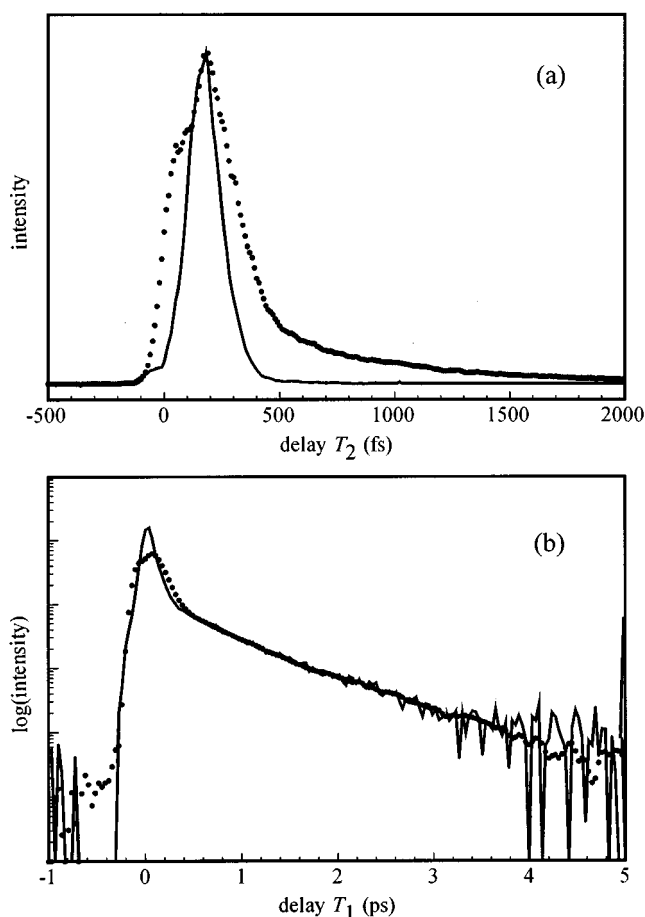 (a)
intensity
-500 0 500 1000 1500 2000
delay T2 (fs)
(b)
log(intensity)
-1 0 1 2 3 4 5
delay T1 (ps)